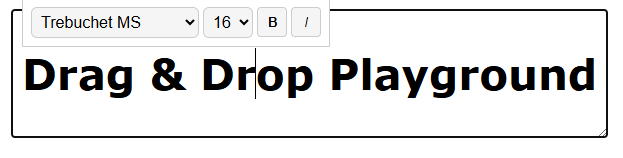 Trebuchet MS 16 B I
Drag & Drop Playground